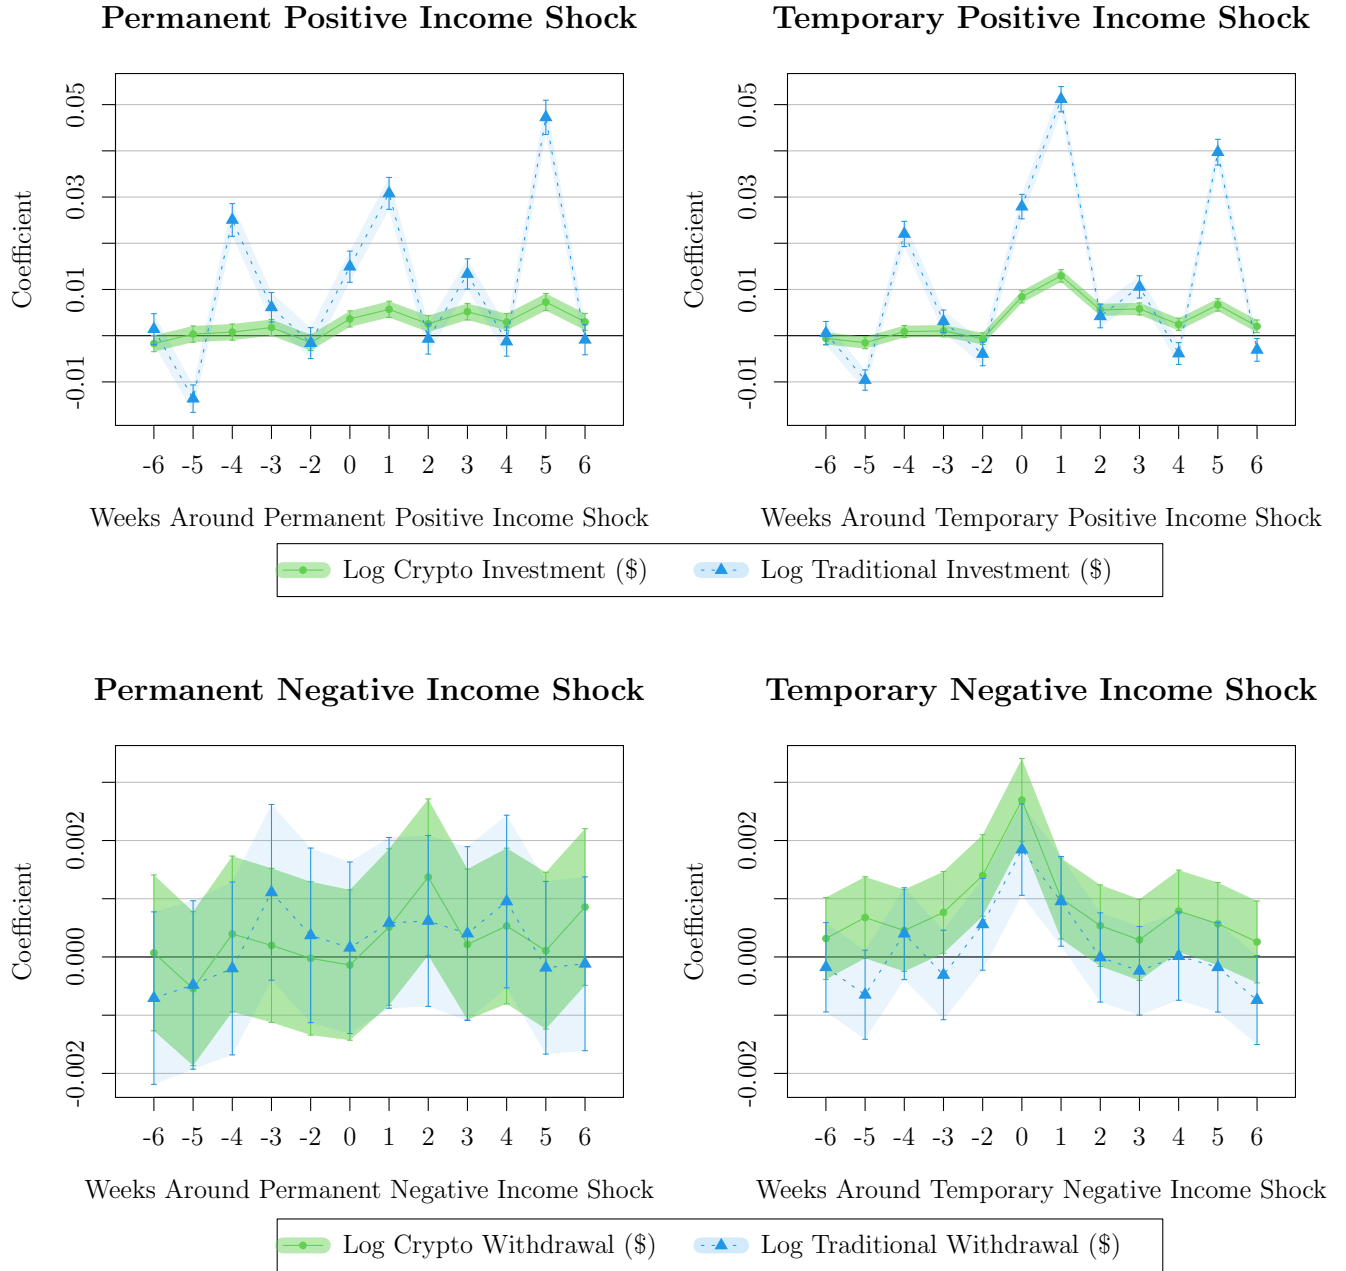 Permanent Positive Income Shock
Coefficient
0.05
0.03
0.01
-0.01
-6 -5 -4 -3 -2 0 1 2 3 4 5 6
Weeks Around Permanent Positive Income Shock
Temporary Positive Income Shock
Coefficient
0.05
0.03
0.01
-0.01
-6 -5 -4 -3 -2 0 1 2 3 4 5 6
Weeks Around Temporary Positive Income Shock
Log Crypto Investment ($) Log Traditional Investment ($)
Permanent Negative Income Shock
Coefficient
0.002
0.000
-0.002
-6 -5 -4 -3 -2 0 1 2 3 4 5 6
Weeks Around Permanent Negative Income Shock
Temporary Negative Income Shock
Coefficient
0.002
0.000
-0.002
-6 -5 -4 -3 -2 0 1 2 3 4 5 6
Weeks Around Temporary Negative Income Shock
Log Crypto Withdrawal ($) Log Traditional Withdrawal ($)